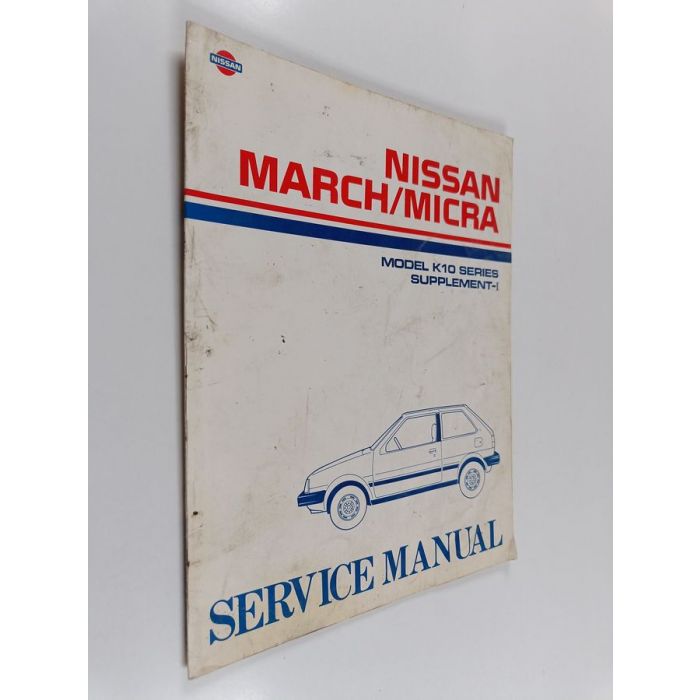 NISSAN
NISSAN
MARCH/MICRA
MODEL K10 SERIES
SUPPLEMENT-I
SERVICE MANUAL